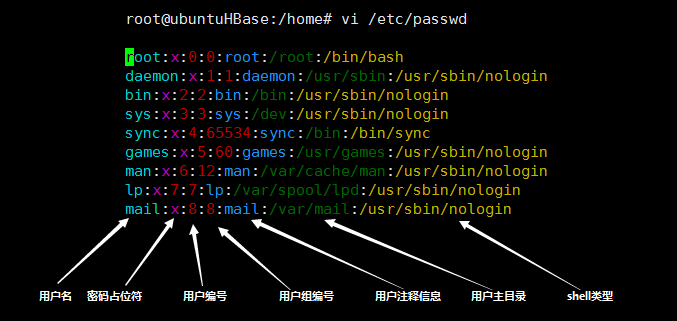 root@ubuntuHBase:/home# vi /etc/passwd
root:x:0:0:root:/root:/bin/bash
daemon:x:1:1:daemon:/usr/sbin:/usr/sbin/nologin
bin:x:2:2:bin:/bin:/usr/sbin/nologin
sys:x:3:3:sys:/dev:/usr/sbin/nologin
sync:x:4:65534:sync:/bin:/bin/sync
games:x:5:60:games:/usr/games:/usr/sbin/nologin
man:x:6:12:man:/var/cache/man:/usr/sbin/nologin
lp:x:7:7:lp:/var/spool/lpd:/usr/sbin/nologin
mail:x:8:8:mail:/var/mail:/usr/sbin/nologin
用户名 密码占位符 用户编号 用户组编号 用户注释信息 用户主目录 shell类型